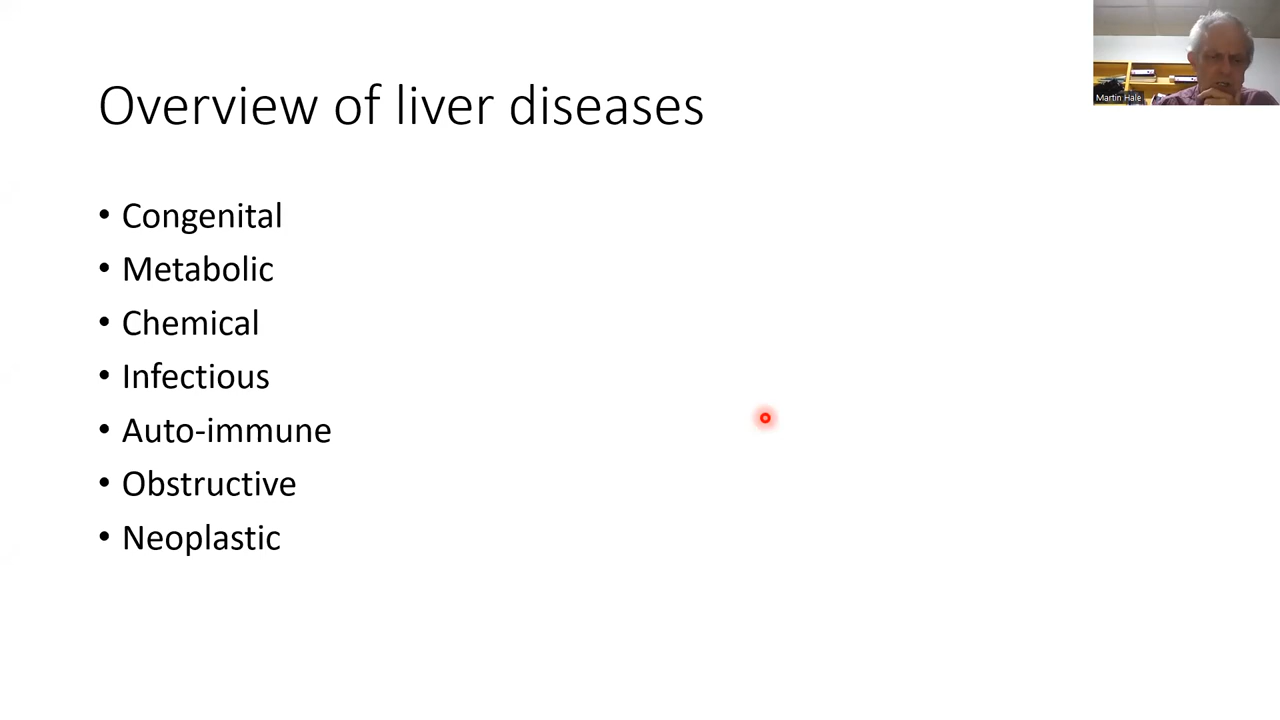 Overview of liver diseases
Martin Hale
• Congenital
• Metabolic
• Chemical
• Infectious
• Auto-immune
• Obstructive
• Neoplastic